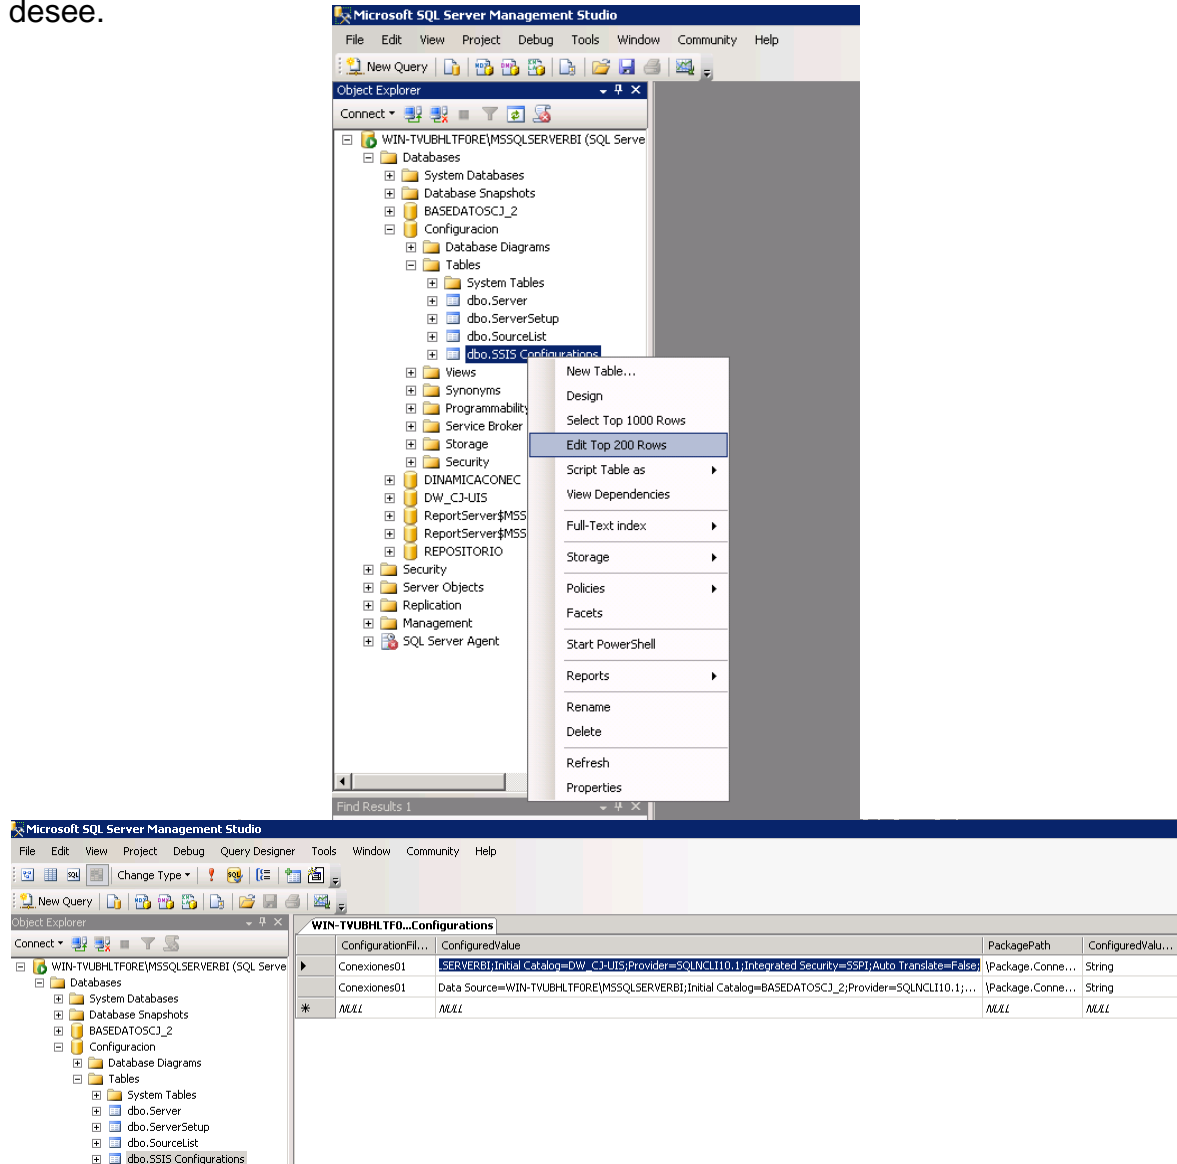 desee.
Microsoft SQL Server Management Studio
File Edit View Project Debug Tools Window Community Help
New Query
Object Explorer
Connect
WIN-TVUBHLTF0RE\MSSQLSERVERBI (SQL Serve
Databases
System Databases
Database Snapshots
BASEDATOSCJ_2
Configuracion
Database Diagrams
Tables
System Tables
dbo.Server
dbo.ServerSetup
dbo.SourceList
dbo.SSIS Configurations
Views
Synonyms
Programmability
Service Broker
Storage
Security
DINAMICACONEC
DW_CJ-UIS
ReportServer$MSS
ReportServer$MSS
REPOSITORIO
Security
Server Objects
Replication
Management
SQL Server Agent
New Table...
Design
Select Top 1000 Rows
Edit Top 200 Rows
Script Table as
View Dependencies
Full-Text index
Storage
Policies
Facets
Start PowerShell
Reports
Rename
Delete
Refresh
Properties
Find Results 1
Microsoft SQL Server Management Studio
File Edit View Project Debug Query Designer Tools Window Community Help
Change Type
New Query
Object Explorer
Connect
WIN-TVUBHLTF0RE\MSSQLSERVERBI (SQL Serve
Databases
System Databases
Database Snapshots
BASEDATOSCJ_2
Configuracion
Database Diagrams
Tables
System Tables
dbo.Server
dbo.ServerSetup
dbo.SourceList
dbo.SSIS Configurations
WIN-TVUBHLTF0...Configurations
ConfigurationFil... ConfiguredValue PackagePath ConfiguredValu...
Conexiones01 .SERVERBI;Initial Catalog=DW_CJ-UIS;Provider=SQLNCLI10.1;Integrated Security=SSPI;Auto Translate=False; \Package.Conne... String
Conexiones01 Data Source=WIN-TVUBHLTF0RE\MSSQLSERVERBI;Initial Catalog=BASEDATOSCJ_2;Provider=SQLNCLI10.1;... \Package.Conne... String
NULL NULL NULL NULL